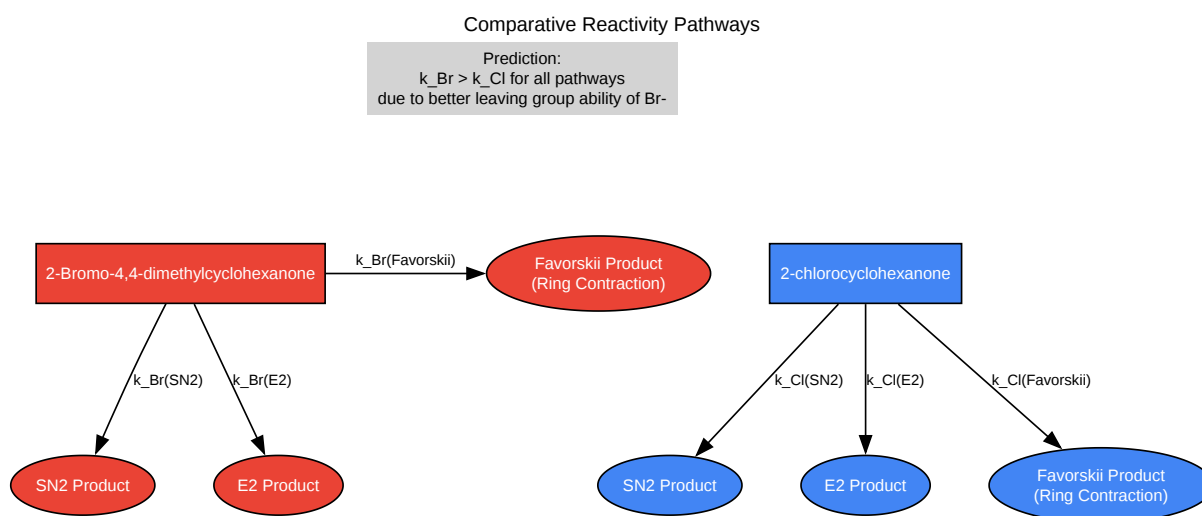 Comparative Reactivity Pathways
Prediction:
k_Br > k_Cl for all pathways
due to better leaving group ability of Br-
2-Bromo-4,4-dimethylcyclohexanone
k_Br(Favorskii)
Favorskii Product
(Ring Contraction)
2-chlorocyclohexanone
k_Br(SN2)
k_Br(E2)
k_Cl(SN2)
k_Cl(E2)
k_Cl(Favorskii)
SN2 Product
E2 Product
SN2 Product
E2 Product
Favorskii Product
(Ring Contraction)